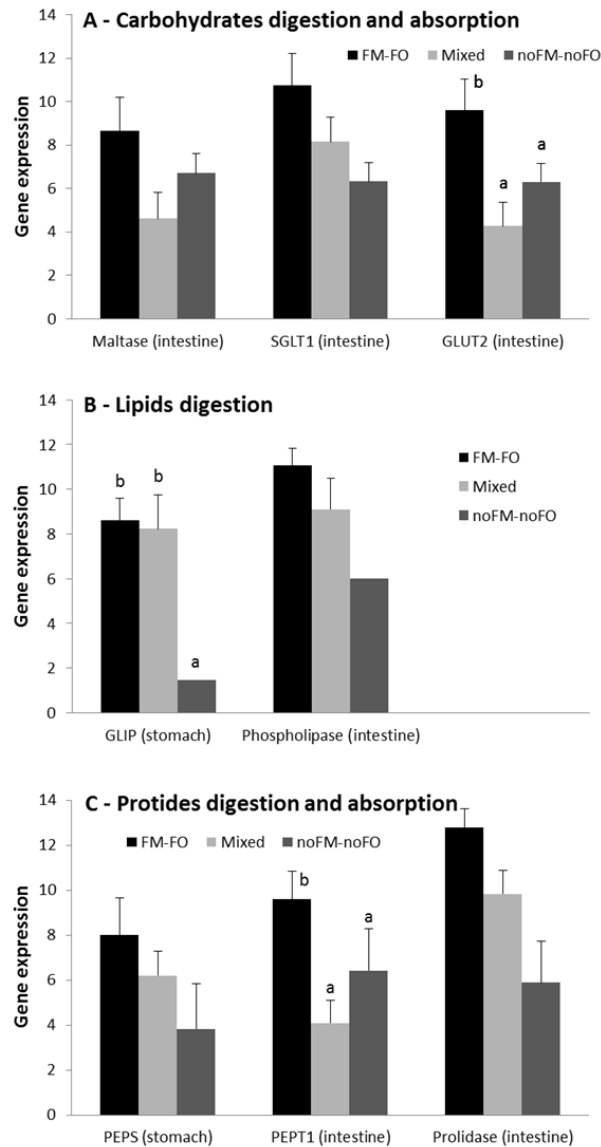 A - Carbohydrates digestion and absorption
FM-FO Mixed noFM-noFO
Gene expression
14
12
10
8
6
4
2
0
b
a
a
Maltase (intestine) SGLT1 (intestine) GLUT2 (intestine)
B - Lipids digestion
FM-FO
Mixed
noFM-noFO
Gene expression
14
12
10
8
6
4
2
0
b b
a
GLIP (stomach) Phospholipase (intestine)
C - Protides digestion and absorption
FM-FO Mixed noFM-noFO
Gene expression
14
12
10
8
6
4
2
0
b
a
a
PEPS (stomach) PEPT1 (intestine) Prolidase (intestine)